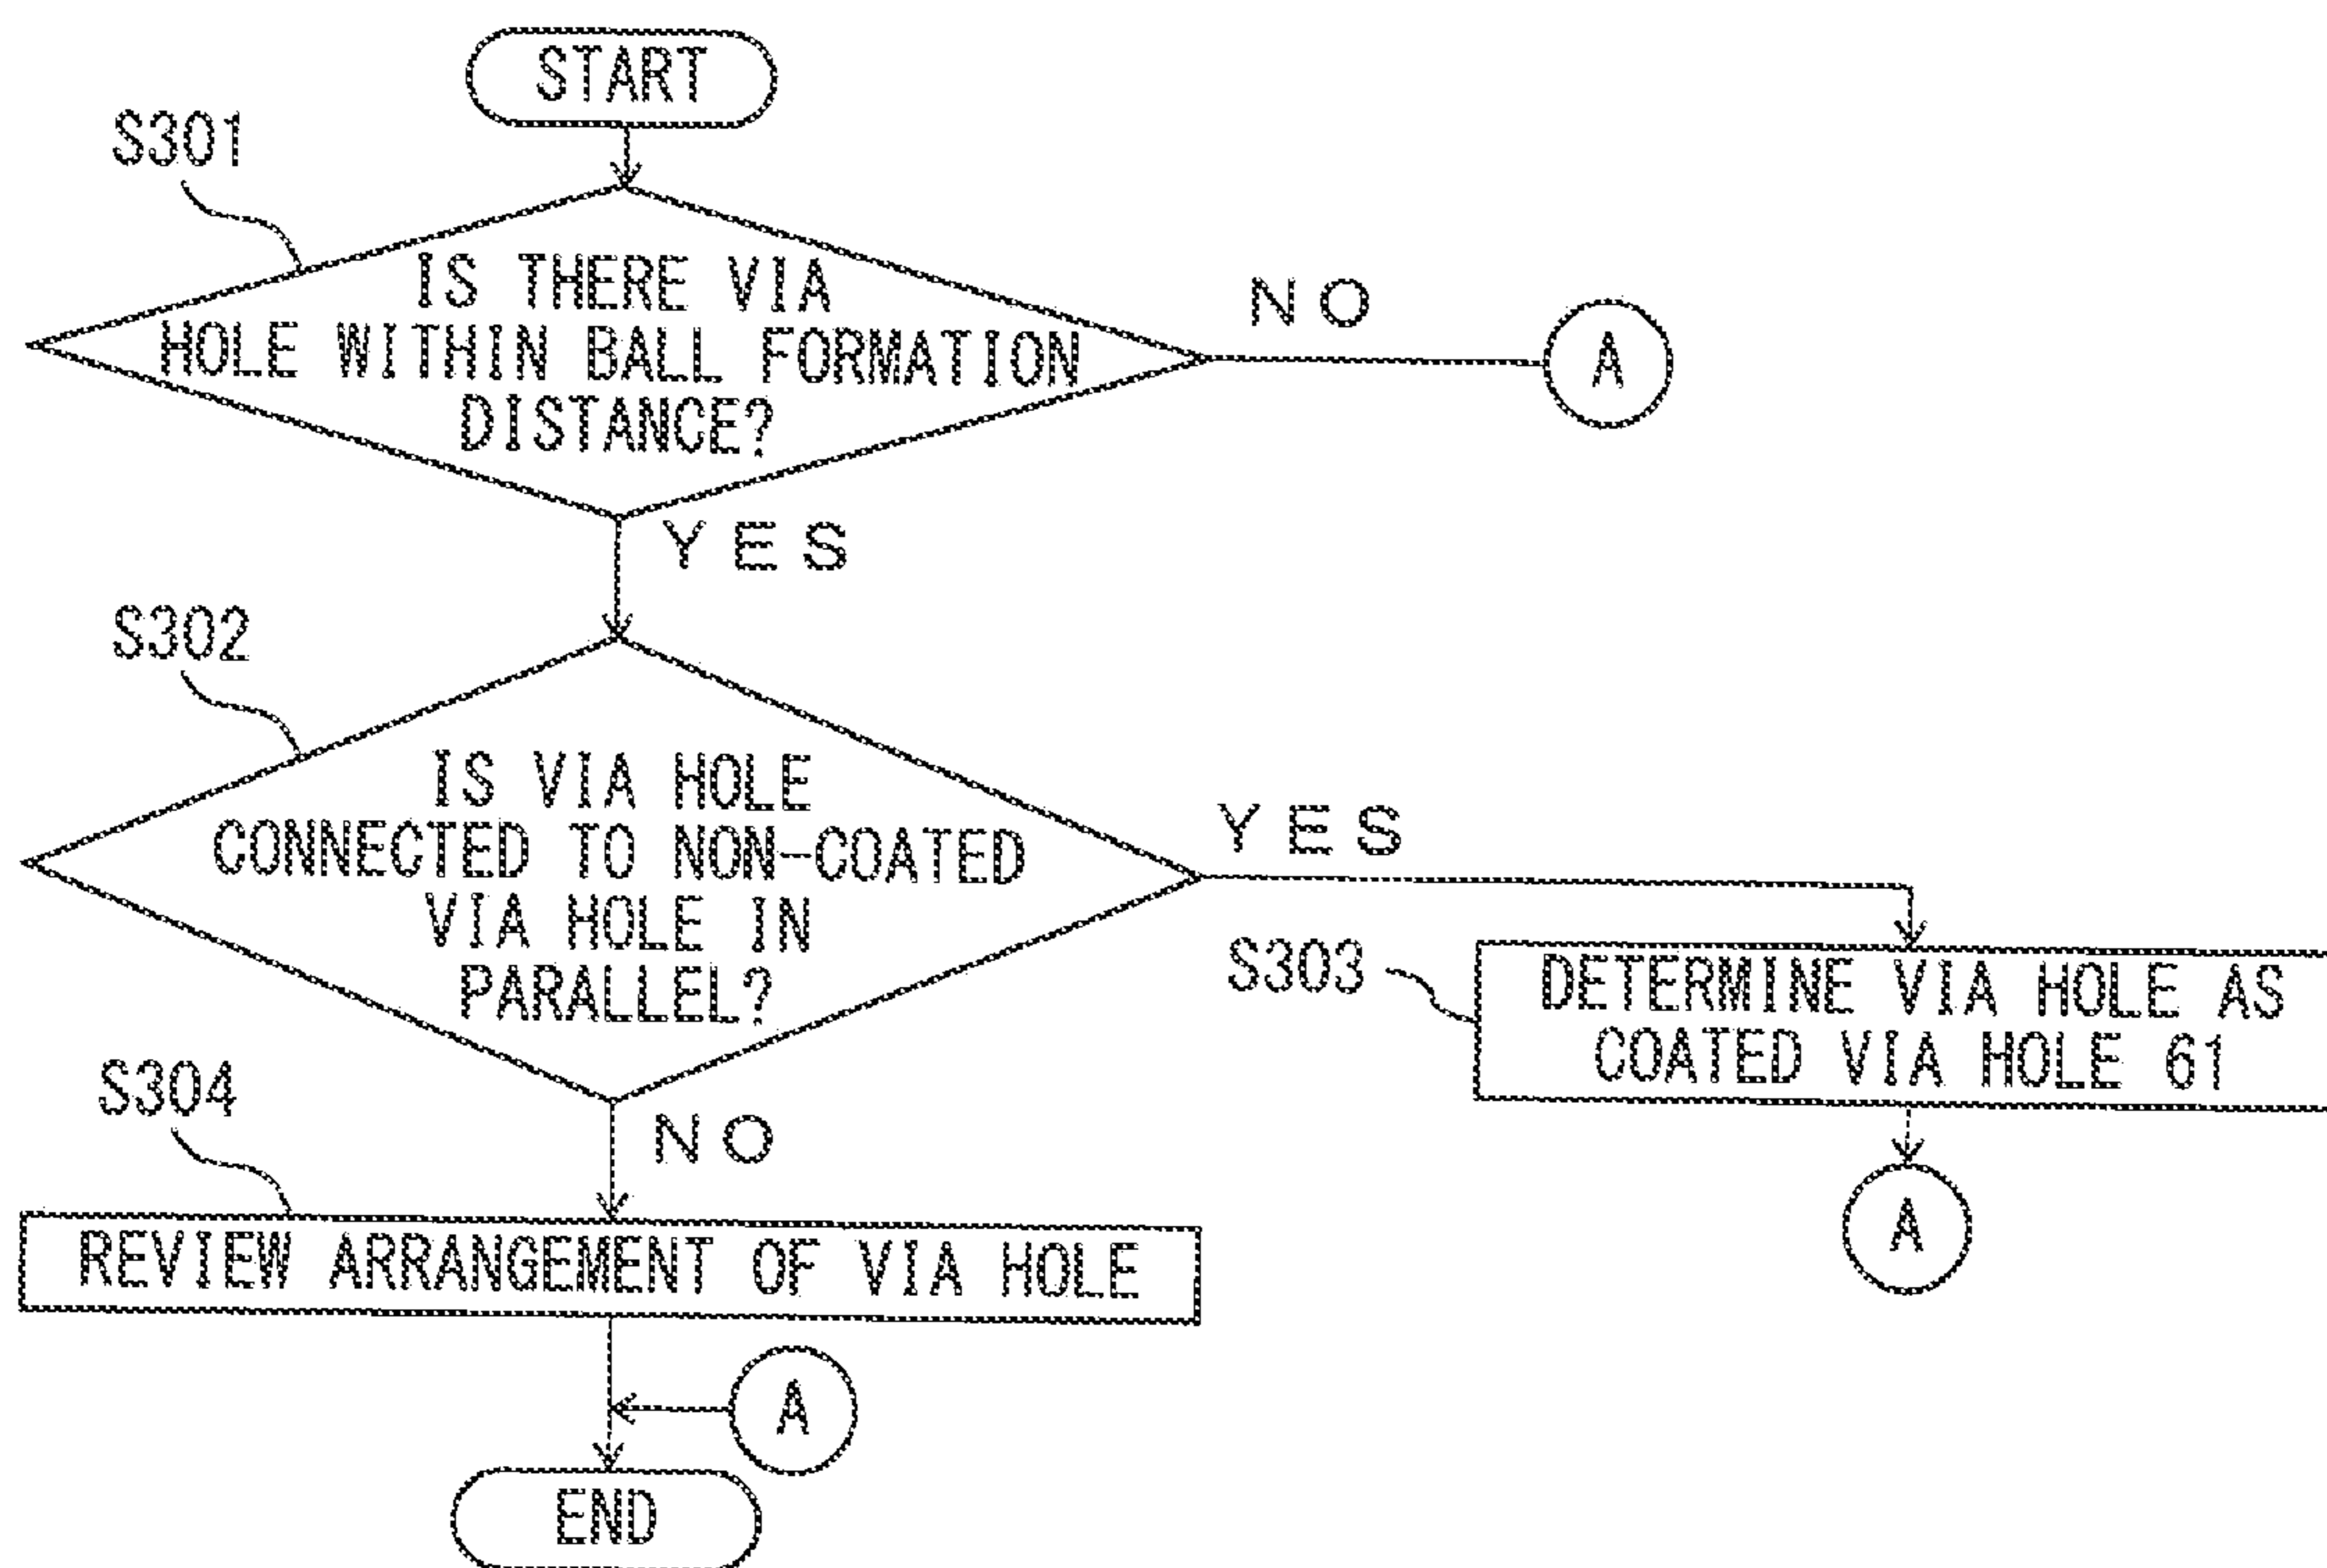 START
S301
IS THERE VIA
HOLE WITHIN BALL FORMATION
DISTANCE?
NO
A
YES
S302
IS VIA HOLE
CONNECTED TO NON-COATED
VIA HOLE IN
PARALLEL?
YES
S303
DETERMINE VIA HOLE AS
COATED VIA HOLE 61
A
NO
S304
REVIEW ARRANGEMENT OF VIA HOLE
A
END